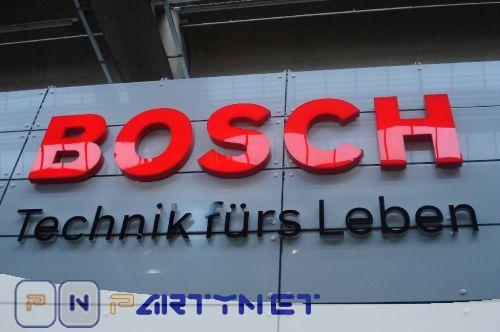 BOSCH
Technik fürs Leben
P N PARTYNET